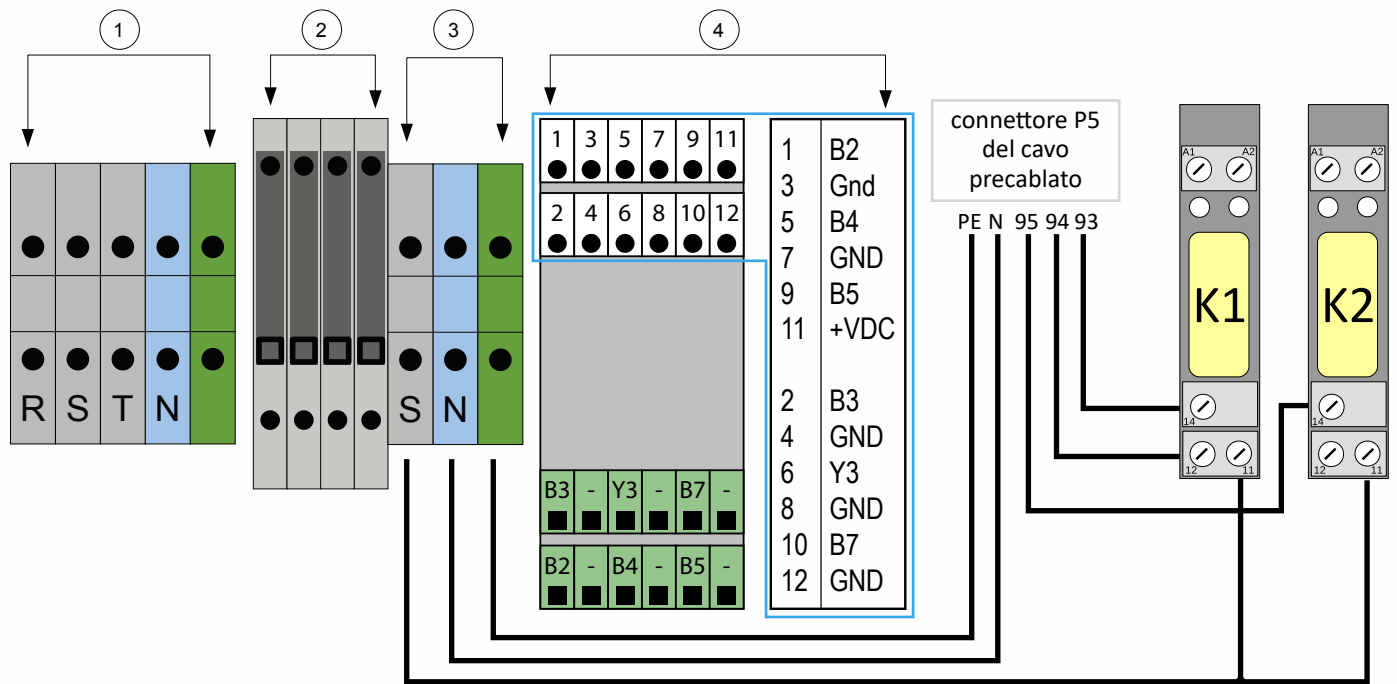 1
2
3
4
R S T N
S N
1 3 5 7 9 11
2 4 6 8 10 12
B3 - Y3 - B7 -
B2 - B4 - B5 -
1 B2
3 Gnd
5 B4
7 GND
9 B5
11 +VDC
2 B3
4 GND
6 Y3
8 GND
10 B7
12 GND
connettore P5
del cavo
precablato
PE N 95 94 93
A1 A2
K1
14
12 11
A1 A2
K2
14
12 11